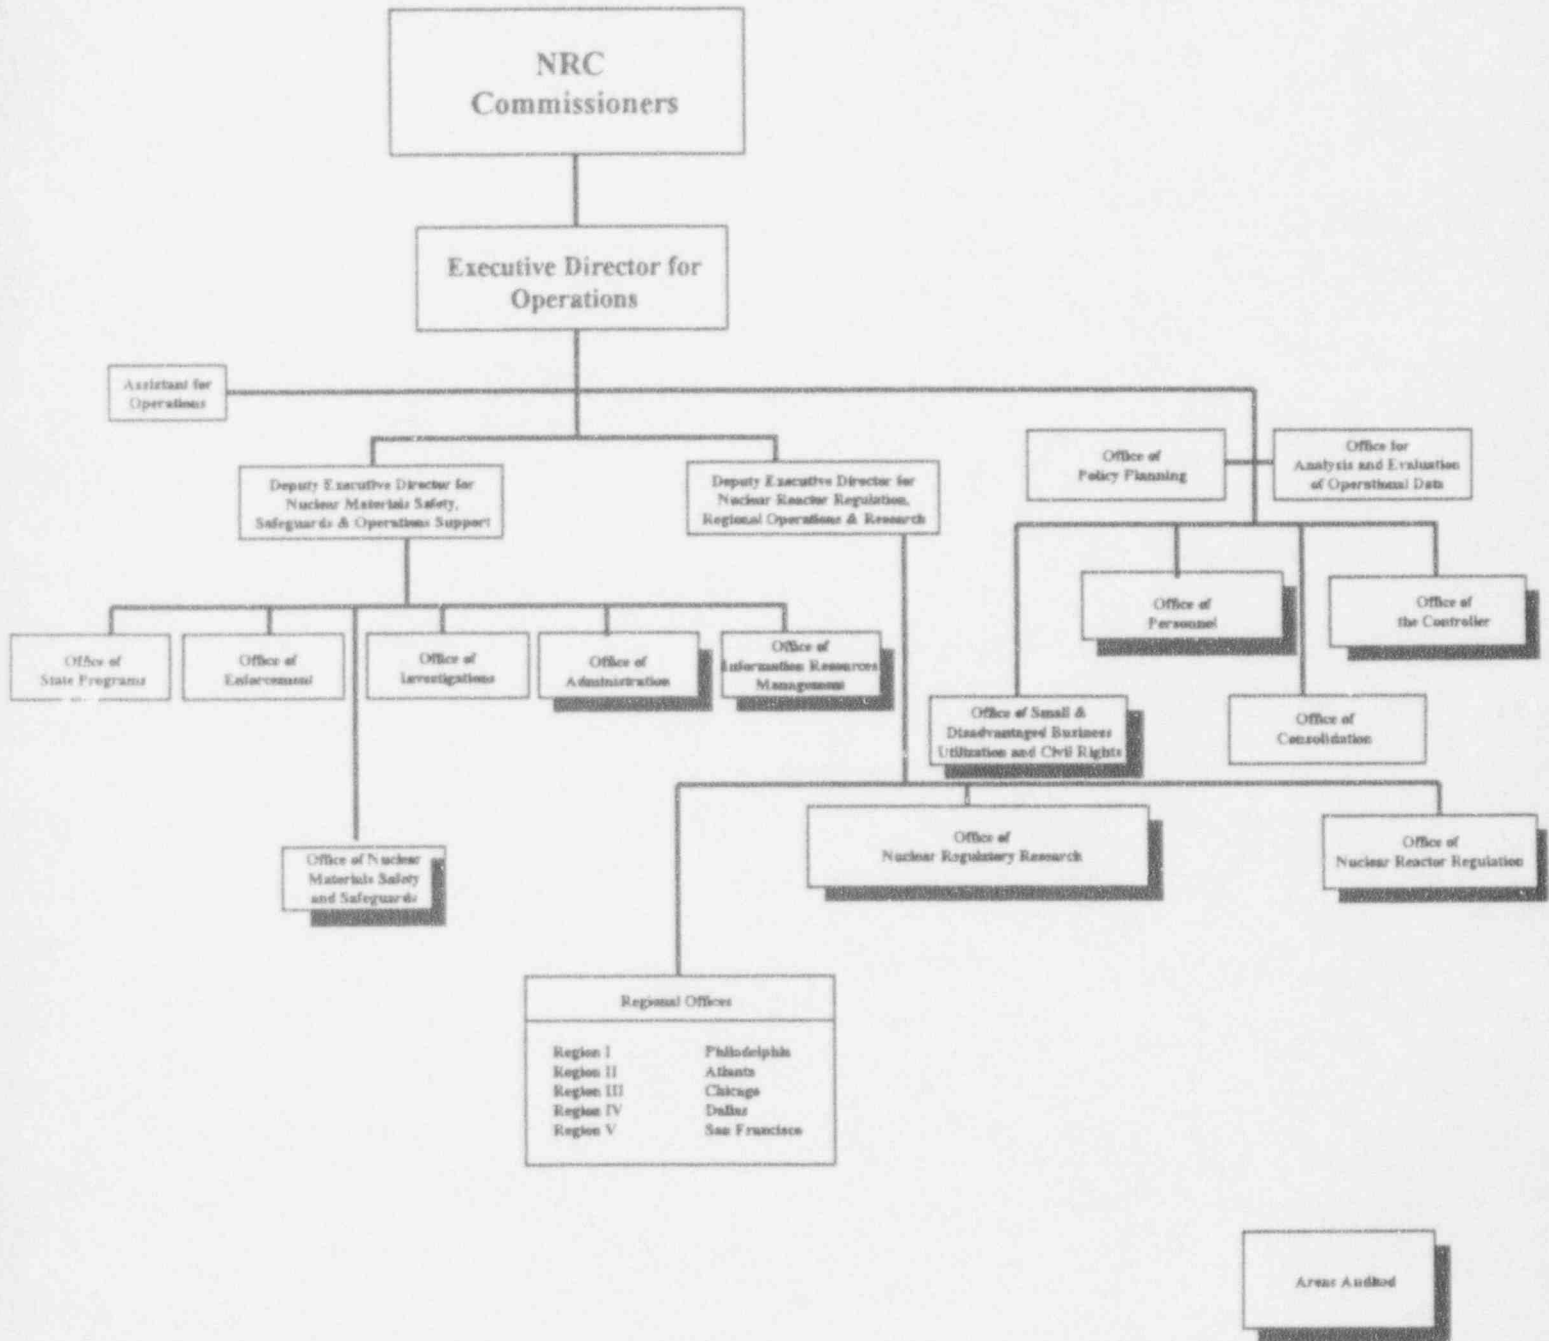 NRC
Commissioners
Executive Director for
Operations
Assistant for
Operations
Deputy Executive Director for
Nuclear Materials Safety,
Safeguards & Operations Support
Deputy Executive Director for
Nuclear Reactor Regulation,
Regional Operations & Research
Office of
Policy Planning
Office for
Analysis and Evaluation
of Operational Data
Office of
Personnel
Office of
the Controller
Office of
State Programs
Office of
Enforcement
Office of
Investigations
Office of
Administration
Office of
Information Resources
Management
Office of Small &
Disadvantaged Business
Utilization and Civil Rights
Office of
Consolidation
Office of Nuclear
Materials Safety
and Safeguards
Office of
Nuclear Regulatory Research
Office of
Nuclear Reactor Regulation
Regional Offices
Region I Philadelphia
Region II Atlanta
Region III Chicago
Region IV Dallas
Region V San Francisco
Areas Audited